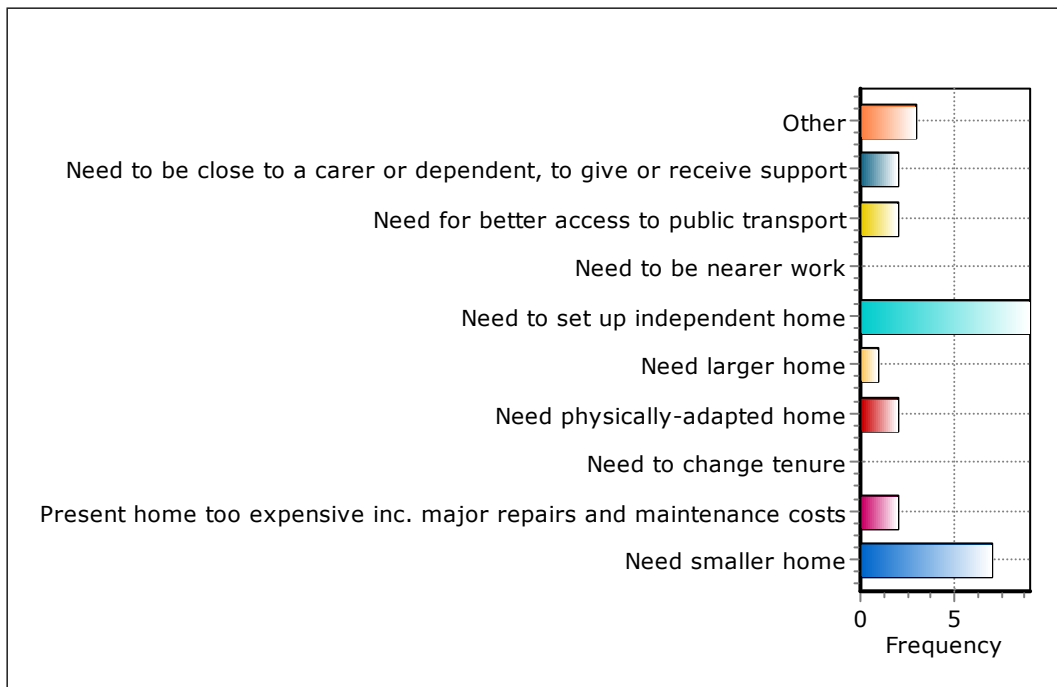 Other
Need to be close to a carer or dependent, to give or receive support
Need for better access to public transport
Need to be nearer work
Need to set up independent home
Need larger home
Need physically-adapted home
Need to change tenure
Present home too expensive inc. major repairs and maintenance costs
Need smaller home
0 5
Frequency